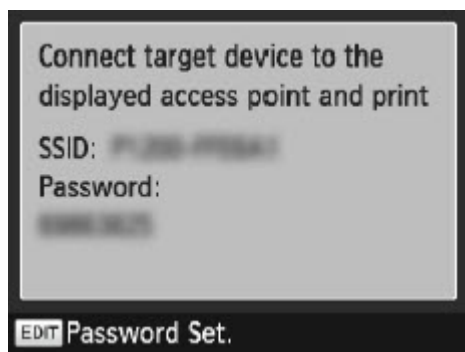 Connect target device to the
displayed access point and print
SSID:
Password:
EDIT Password Set.